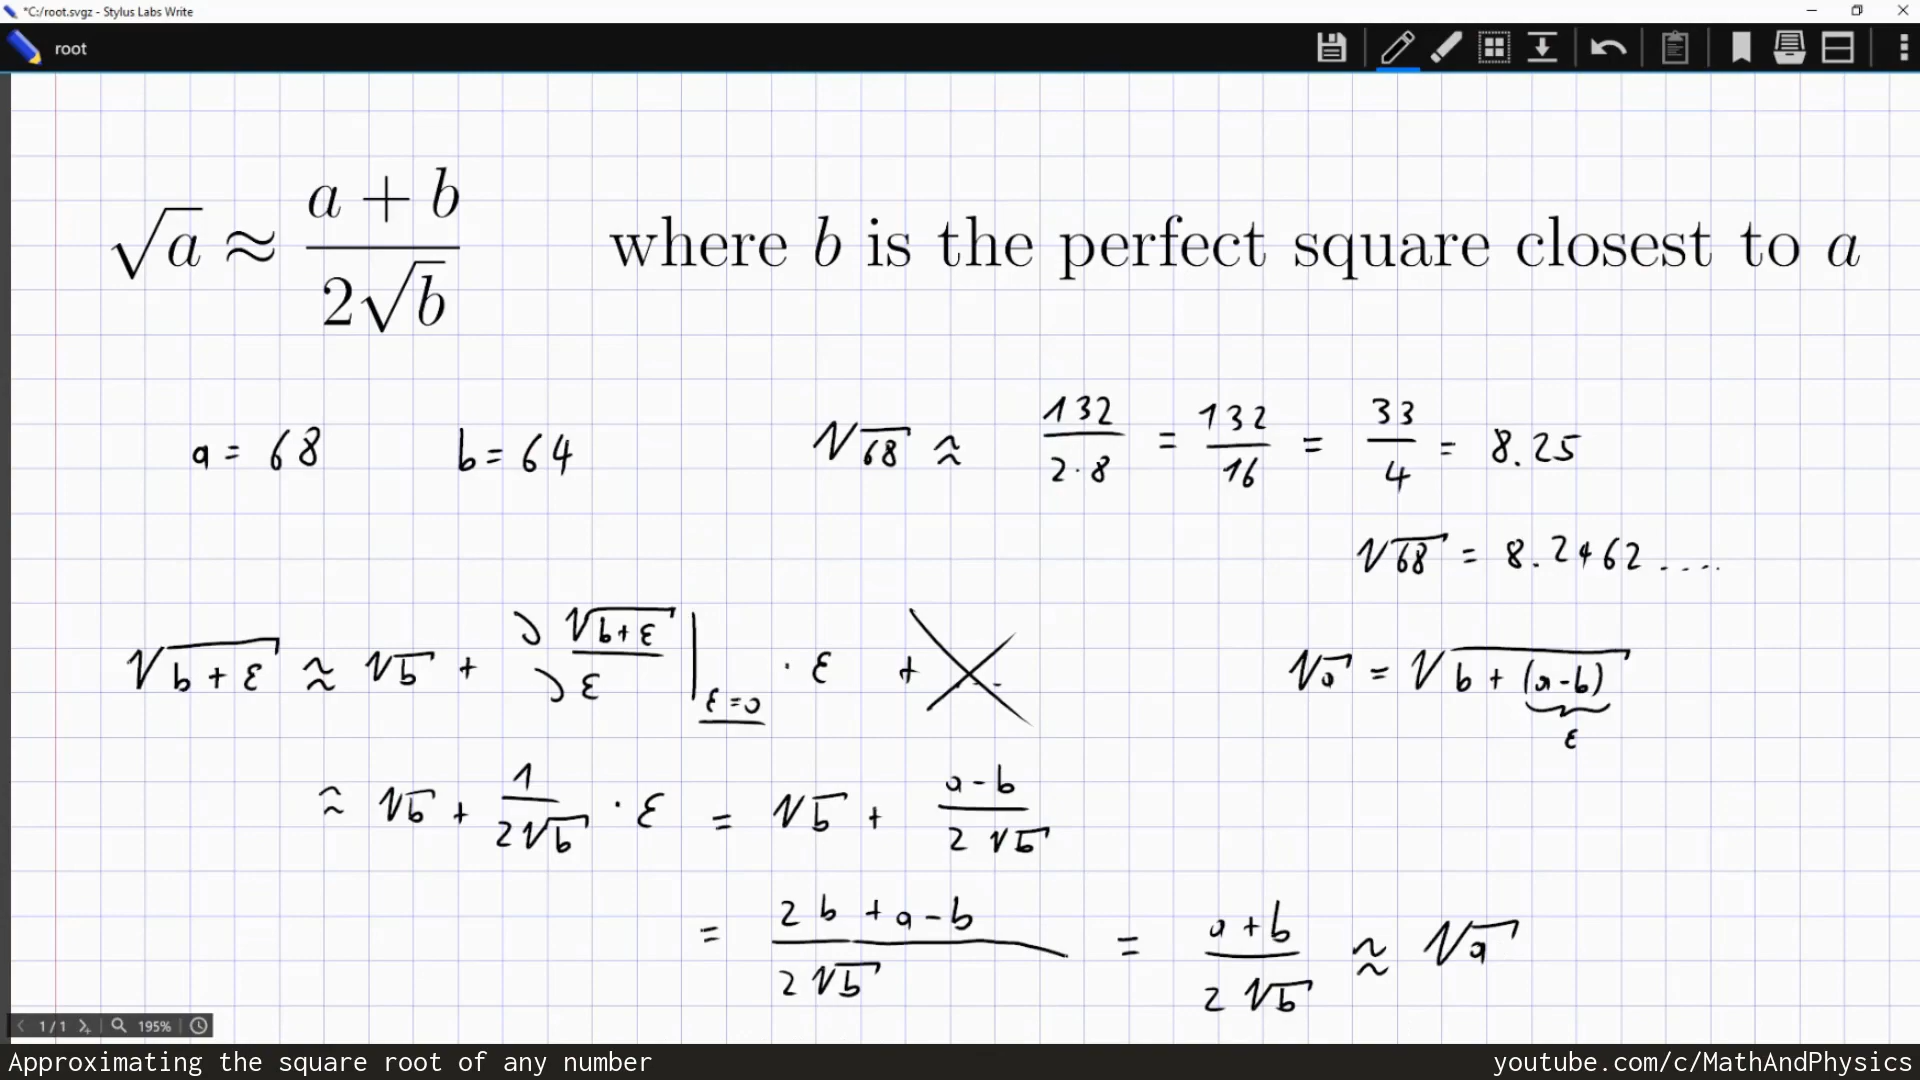 *C:/root.svgz - Stylus Labs Write
root
√a ≈ (a + b)/(2√b) where b is the perfect square closest to a
a = 68 b = 64 √68 ≈ 132/(2·8) = 132/16 = 33/4 = 8.25
√68 = 8.2462....
√(b+ε) ≈ √b + ∂√(b+ε)/∂ε |ε=0 · ε + √a = √(b + (a-b))
ε
≈ √b + 1/(2√b) · ε = √b + (a-b)/(2√b)
= (2b + a - b)/(2√b) = (a+b)/(2√b) ≈ √a
1 / 1 195%
Approximating the square root of any number youtube.com/c/MathAndPhysics